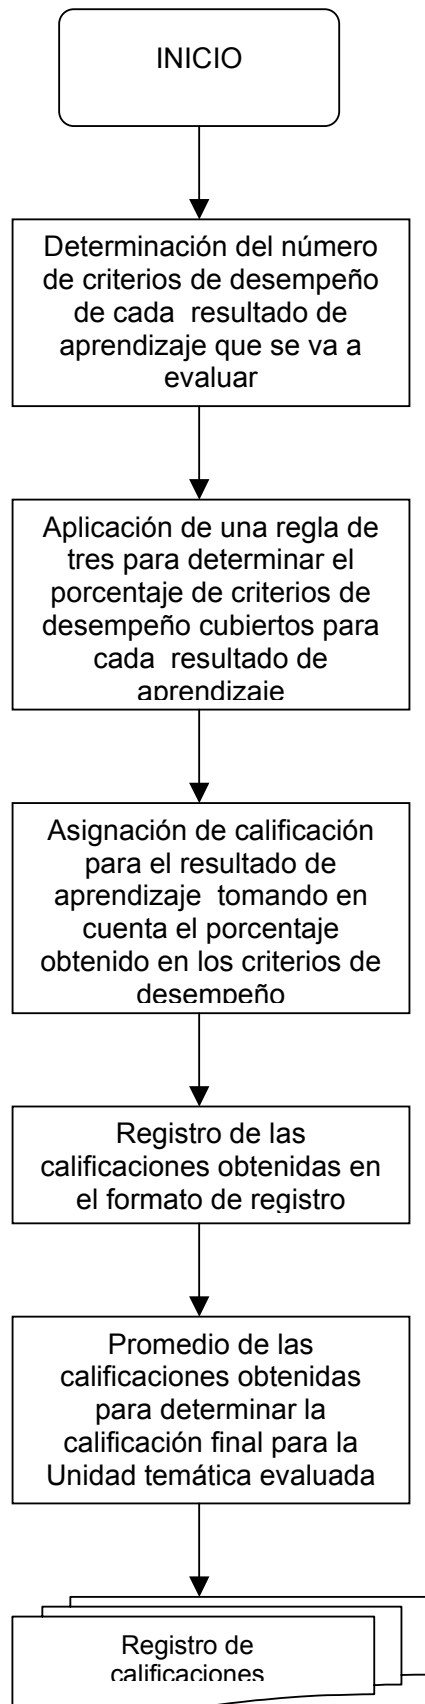 INICIO
Determinación del número
de criterios de desempeño
de cada resultado de
aprendizaje que se va a
evaluar
Aplicación de una regla de
tres para determinar el
porcentaje de criterios de
desempeño cubiertos para
cada resultado de
aprendizaje
Asignación de calificación
para el resultado de
aprendizaje tomando en
cuenta el porcentaje
obtenido en los criterios de
desempeño
Registro de las
calificaciones obtenidas en
el formato de registro
Promedio de las
calificaciones obtenidas
para determinar la
calificación final para la
Unidad temática evaluada
Registro de
calificaciones